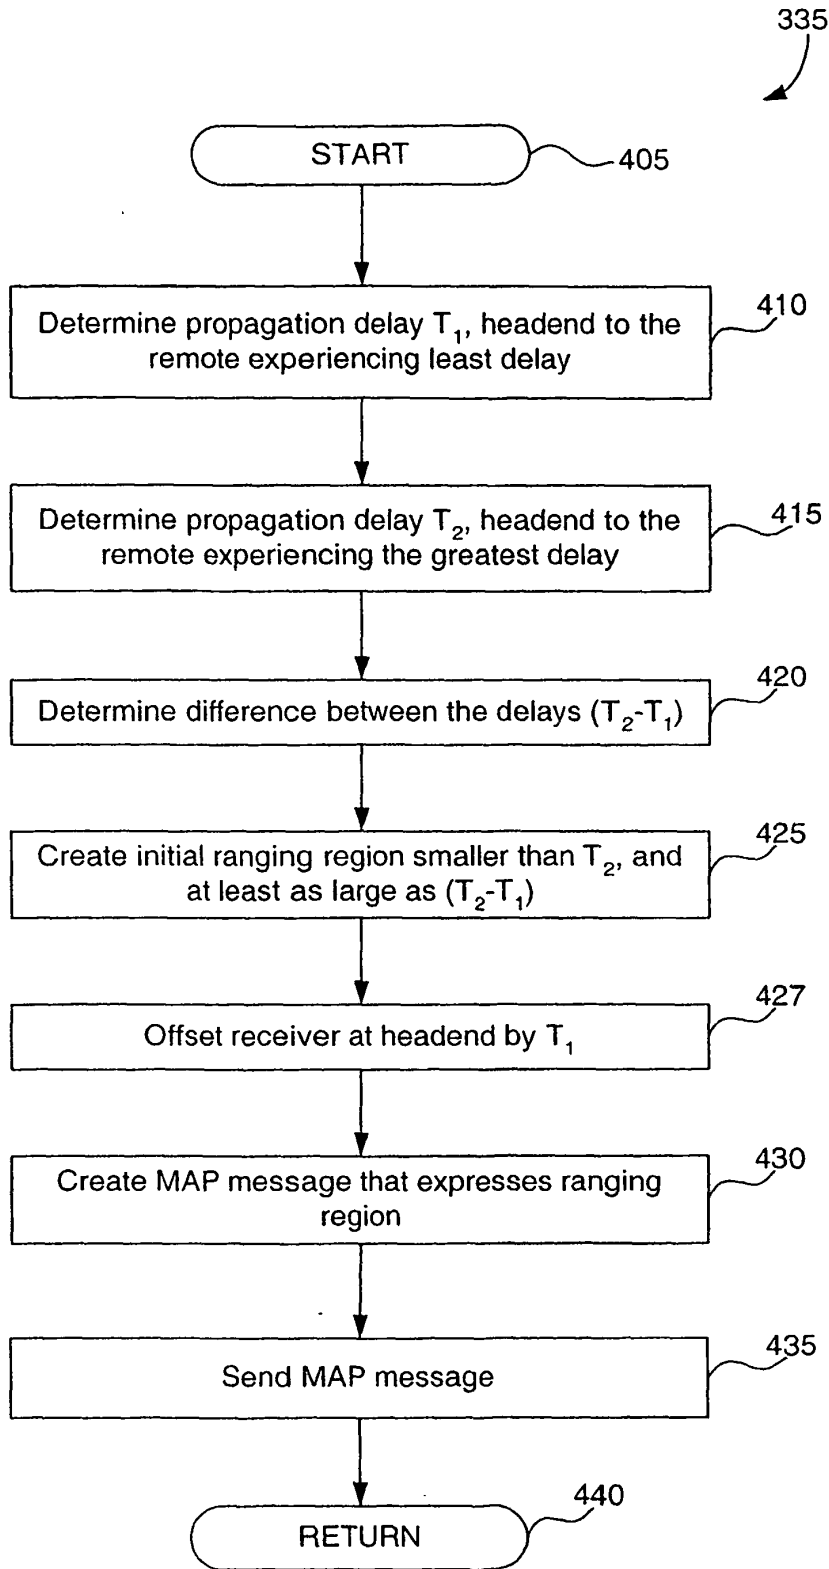 335
START
405
Determine propagation delay T₁, headend to the
remote experiencing least delay
410
Determine propagation delay T₂, headend to the
remote experiencing the greatest delay
415
Determine difference between the delays (T₂-T₁)
420
Create initial ranging region smaller than T₂, and
at least as large as (T₂-T₁)
425
Offset receiver at headend by T₁
427
Create MAP message that expresses ranging
region
430
Send MAP message
435
RETURN
440